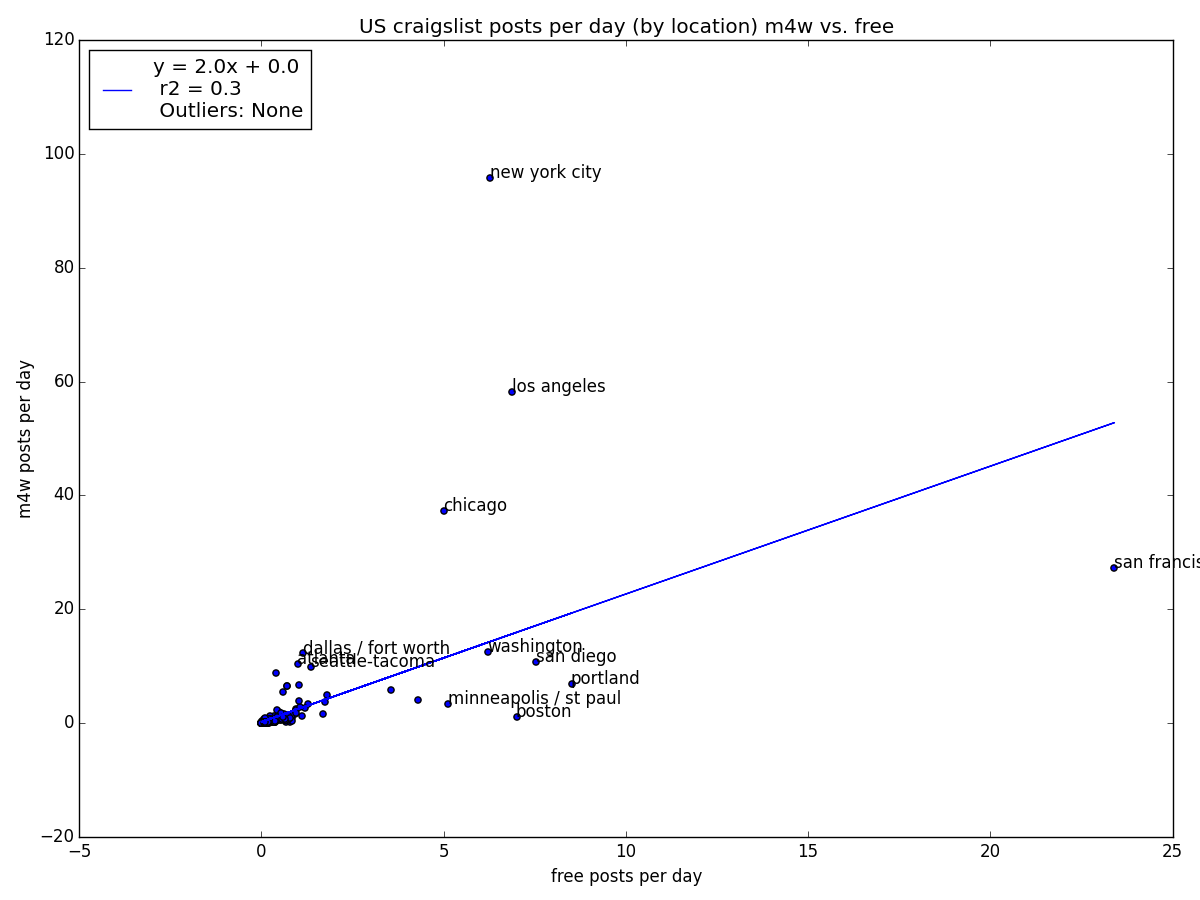 US craigslist posts per day (by location) m4w vs. free
120
100
80
60
40
20
0
−20
y = 2.0x + 0.0
r2 = 0.3
Outliers: None
new york city
los angeles
chicago
san francis
dallas / fort worth
atlanta
seattle-tacoma
washington
san diego
portland
minneapolis / st paul
boston
m4w posts per day
−5
0
5
10
15
20
25
free posts per day